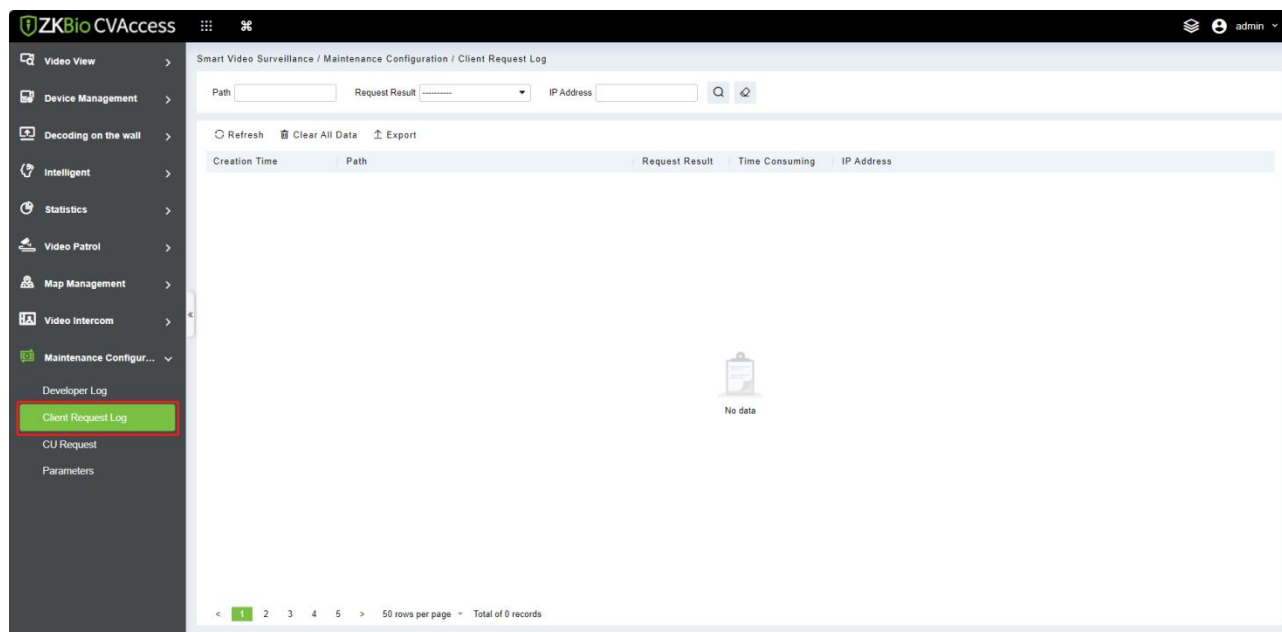 ZKBio CVAccess
admin
Video View
Device Management
Decoding on the wall
Intelligent
Statistics
Video Patrol
Map Management
Video Intercom
Maintenance Configur...
Developer Log
Client Request Log
CU Request
Parameters
Smart Video Surveillance / Maintenance Configuration / Client Request Log
Path Request Result ---------- IP Address
Refresh Clear All Data Export
Creation Time Path Request Result Time Consuming IP Address
No data
< 1 2 3 4 5 > 50 rows per page Total of 0 records